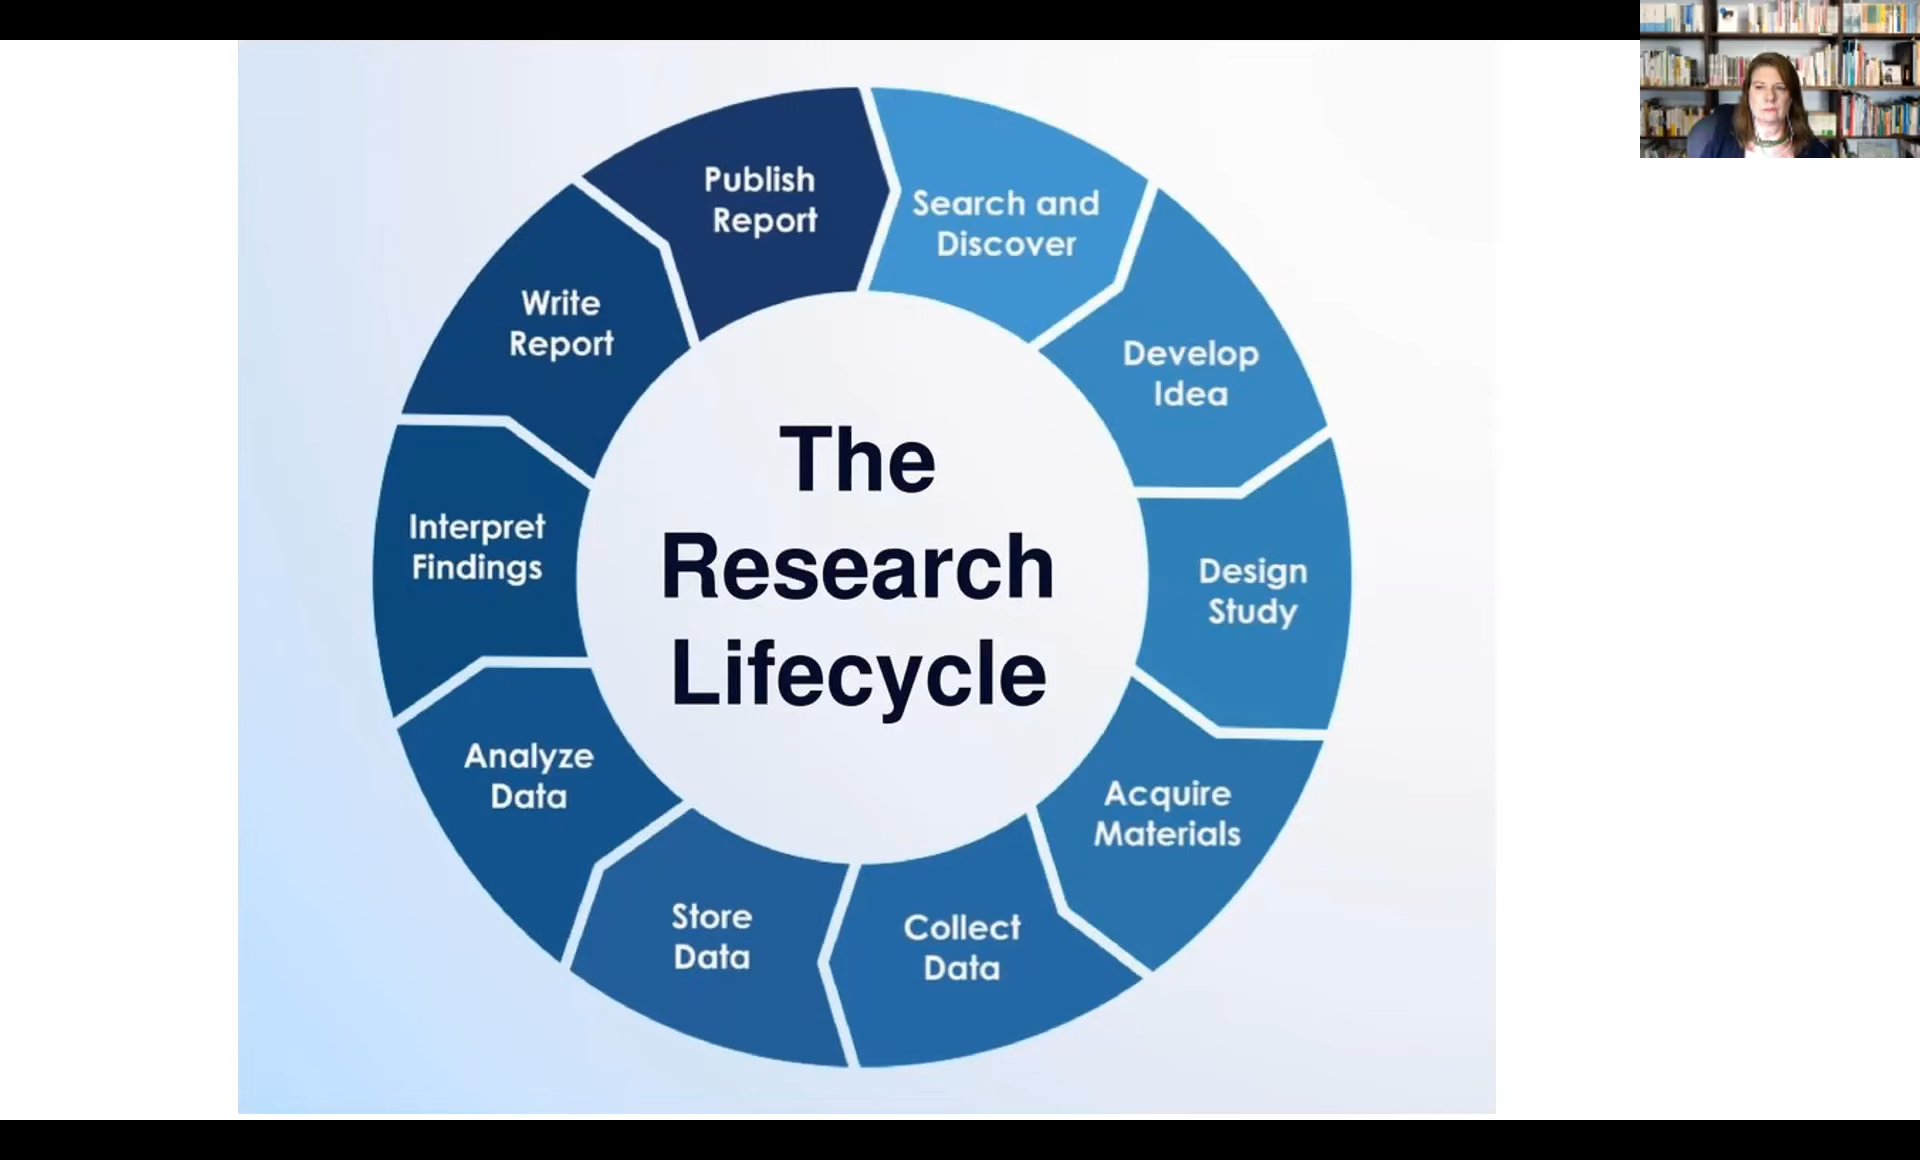 The
Research
Lifecycle
Search and
Discover
Develop
Idea
Design
Study
Acquire
Materials
Collect
Data
Store
Data
Analyze
Data
Interpret
Findings
Write
Report
Publish
Report